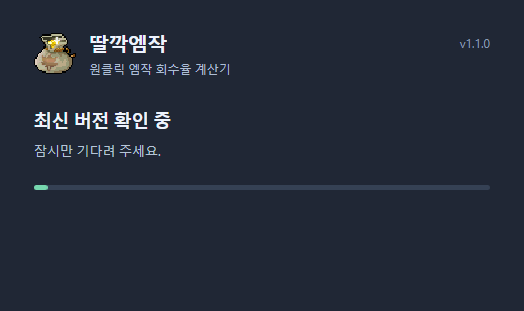 딸깍엠작
v1.1.0
원클릭 엠작 회수율 계산기
최신 버전 확인 중
잠시만 기다려 주세요.